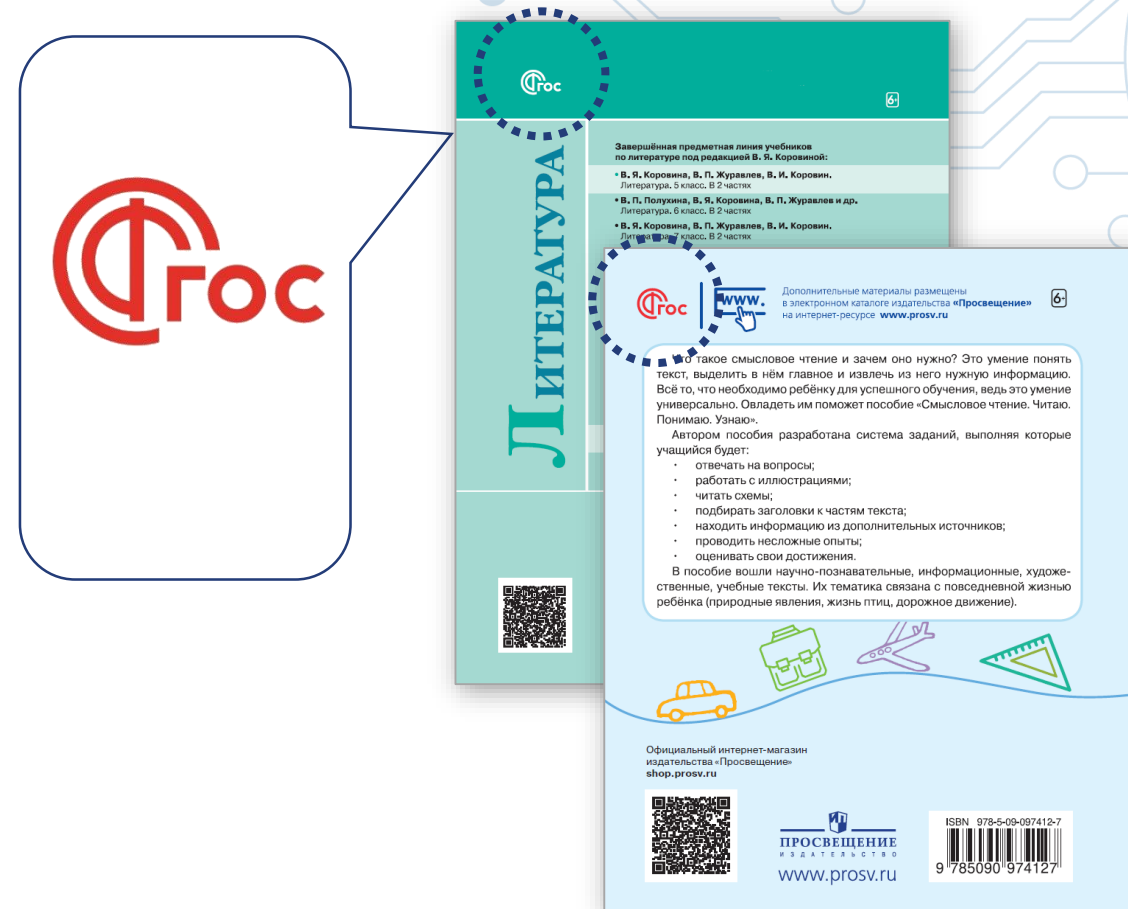 ФГОС
ФГОС
6+
ЛИТЕРАТУРА
Завершённая предметная линия учебников
по литературе под редакцией В. Я. Коровиной:
• В. Я. Коровина, В. П. Журавлев, В. И. Коровин.
Литература. 5 класс. В 2 частях
• В. П. Полухина, В. Я. Коровина, В. П. Журавлев и др.
Литература. 6 класс. В 2 частях
• В. Я. Коровина, В. П. Журавлев, В. И. Коровин.
Литература. 7 класс. В 2 частях
ФГОС
www.
Дополнительные материалы размещены
в электронном каталоге издательства «Просвещение»
на интернет-ресурсе www.prosv.ru
6+
Что такое смысловое чтение и зачем оно нужно? Это умение понять
текст, выделить в нём главное и извлечь из него нужную информацию.
Всё то, что необходимо ребёнку для успешного обучения, ведь это умение
универсально. Овладеть им поможет пособие «Смысловое чтение. Читаю.
Понимаю. Узнаю».
Автором пособия разработана система заданий, выполняя которые
учащийся будет:
· отвечать на вопросы;
· работать с иллюстрациями;
· читать схемы;
· подбирать заголовки к частям текста;
· находить информацию из дополнительных источников;
· проводить несложные опыты;
· оценивать свои достижения.
В пособие вошли научно-познавательные, информационные, художе-
ственные, учебные тексты. Их тематика связана с повседневной жизнью
ребёнка (природные явления, жизнь птиц, дорожное движение).
Официальный интернет-магазин
издательства «Просвещение»
shop.prosv.ru
ПРОСВЕЩЕНИЕ
ИЗДАТЕЛЬСТВО
www.prosv.ru
ISBN 978-5-09-097412-7
9 785090 974127